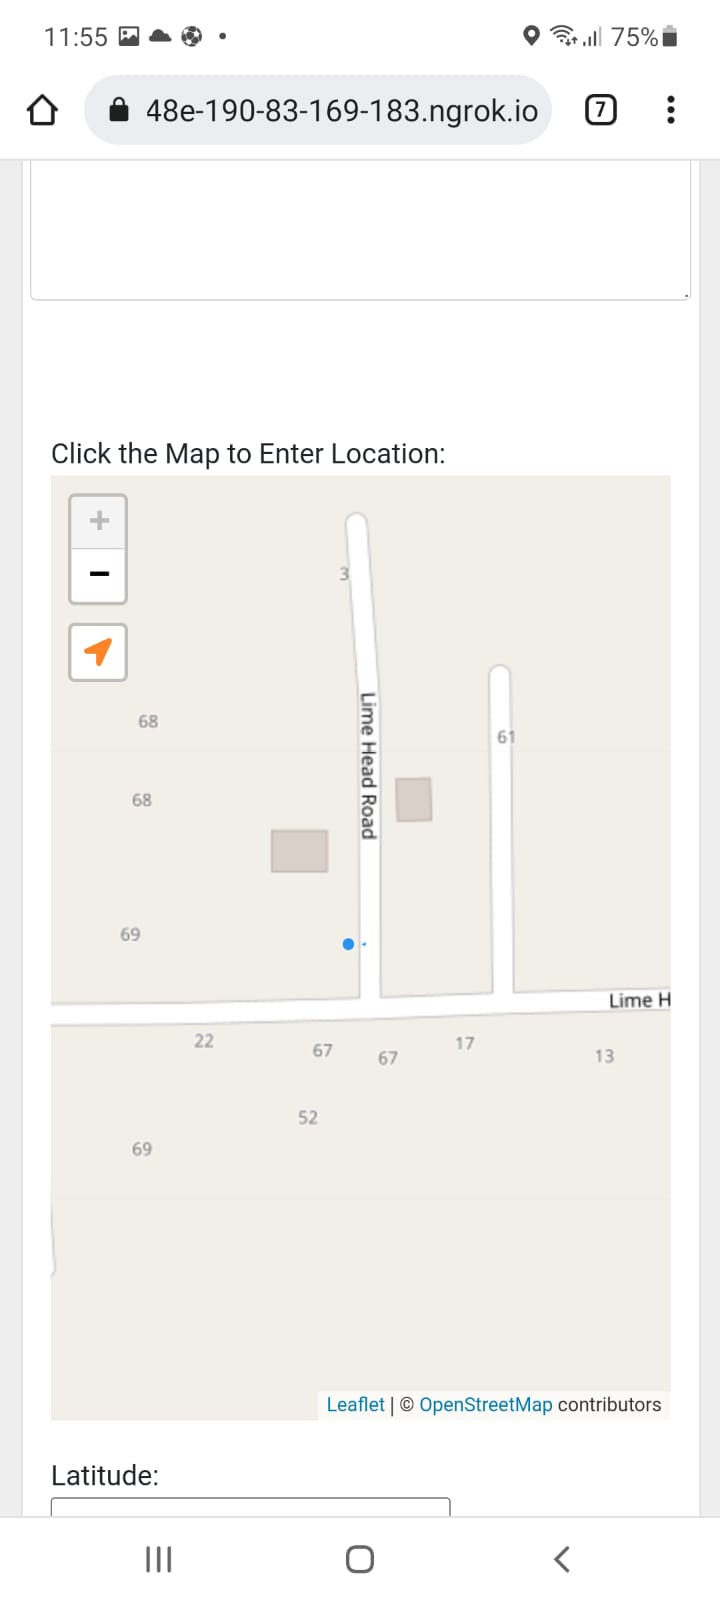 11:55
75%
48e-190-83-169-183.ngrok.io
7
Click the Map to Enter Location:
+
−
3
Lime Head Road
68
61
68
69
Lime H
22
67
67
17
13
52
69
Leaflet | © OpenStreetMap contributors
Latitude: